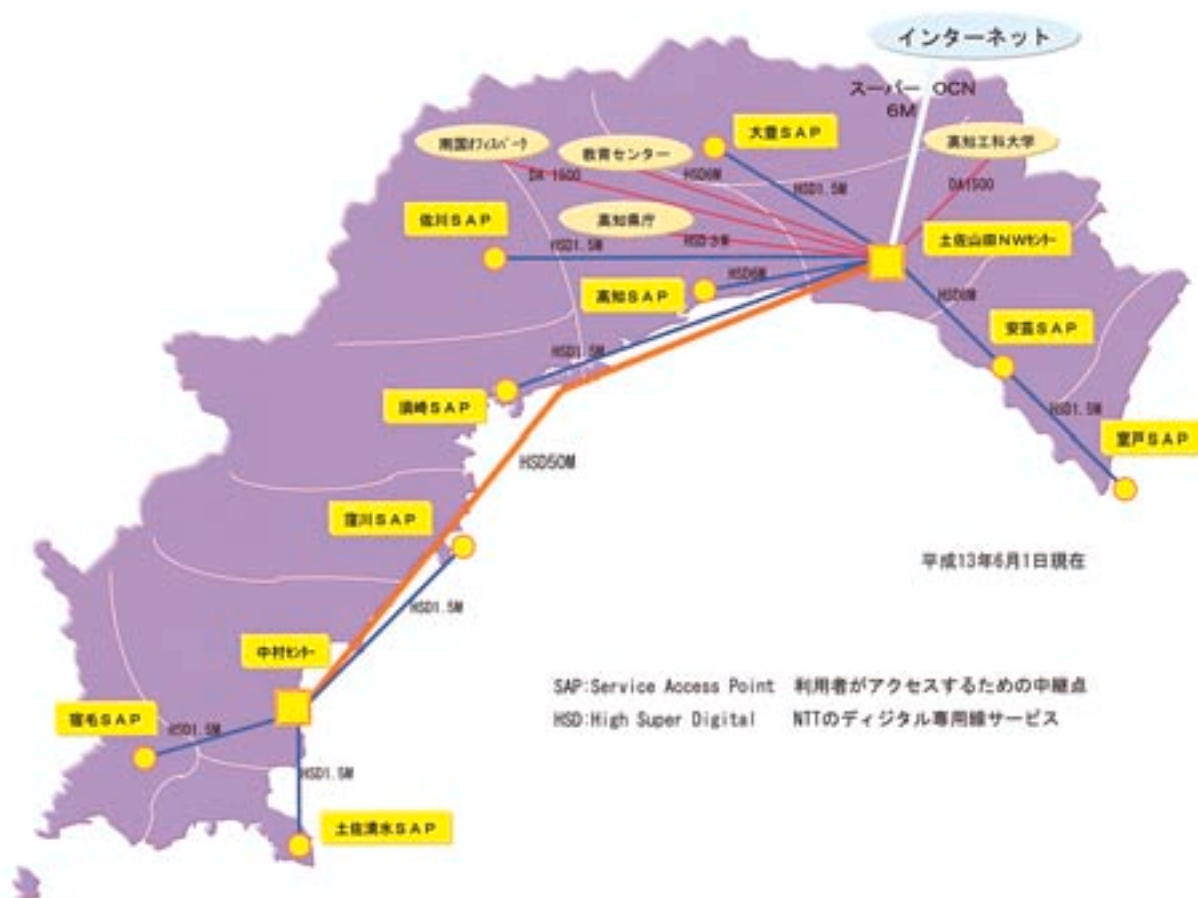 インターネット
スーパー OCN
6M
大豊SAP
南国オフィスパーク
教育センター
高知工科大学
DA 1500
HSD6M
HSD1.5M
DA1500
佐川SAP
高知県庁
HSD1.5M
土佐山田NWセンター
高知SAP
HSD6M
安芸SAP
HSD1.5M
須崎SAP
HSD1.5M
室戸SAP
HSD50M
窪川SAP
平成13年6月1日現在
HSD1.5M
中村センター
SAP:Service Access Point 利用者がアクセスするための中継点
HSD:High Super Digital NTTのディジタル専用線サービス
宿毛SAP
HSD1.5M
HSD1.5M
土佐清水SAP